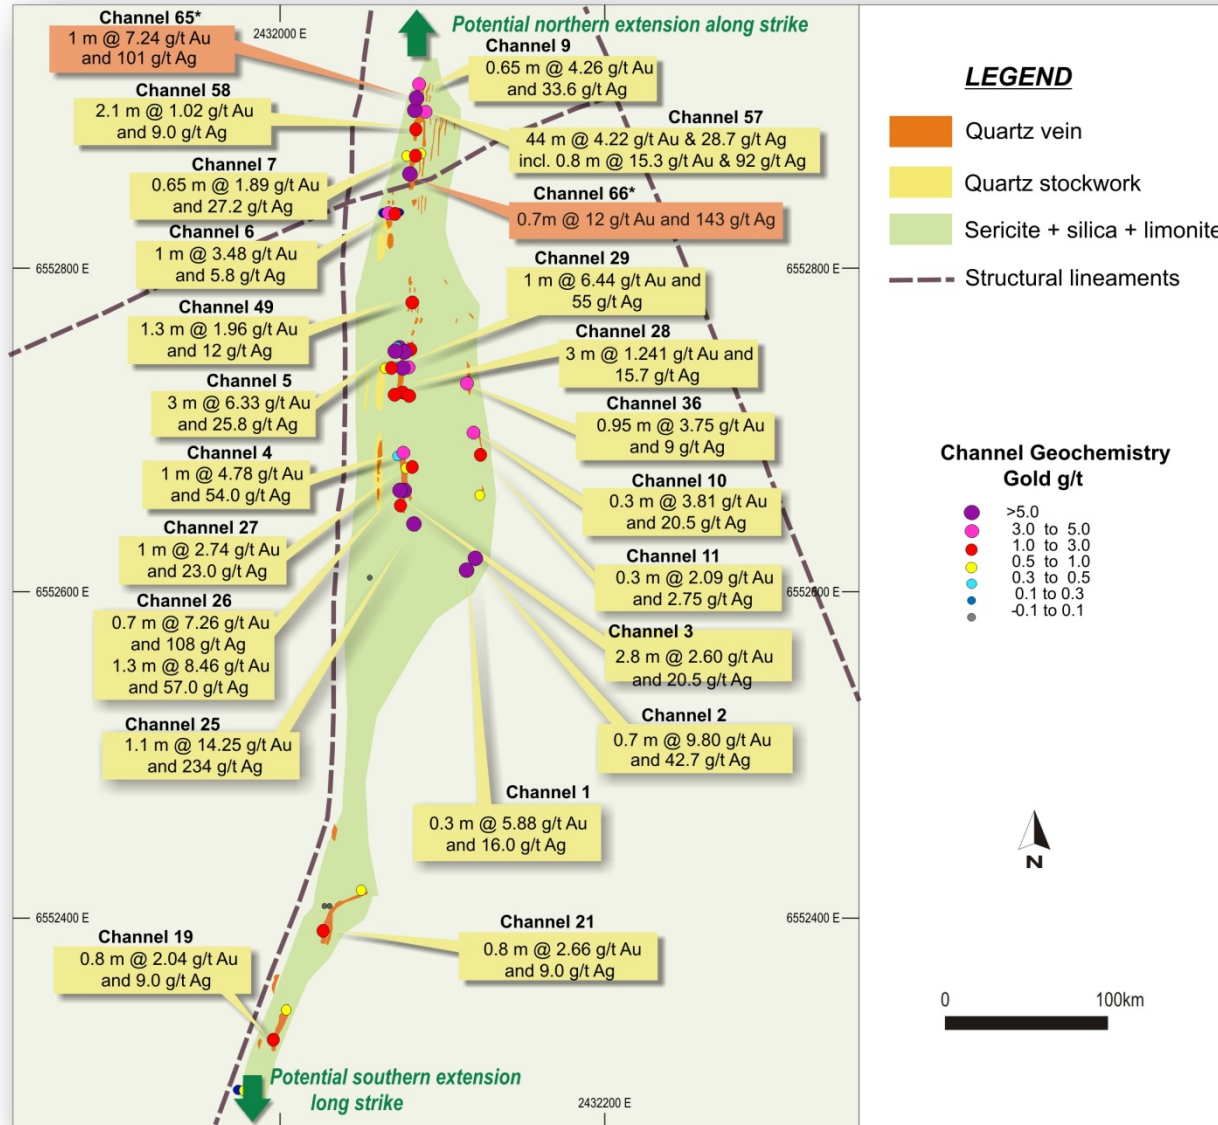 Channel 65*
1 m @ 7.24 g/t Au
and 101 g/t Ag
2432000 E
Potential northern extension along strike
Channel 9
0.65 m @ 4.26 g/t Au
and 33.6 g/t Ag
Channel 58
2.1 m @ 1.02 g/t Au
and 9.0 g/t Ag
Channel 57
44 m @ 4.22 g/t Au & 28.7 g/t Ag
incl. 0.8 m @ 15.3 g/t Au & 92 g/t Ag
Channel 7
0.65 m @ 1.89 g/t Au
and 27.2 g/t Ag
Channel 66*
0.7m @ 12 g/t Au and 143 g/t Ag
Channel 6
1 m @ 3.48 g/t Au
and 5.8 g/t Ag
6552800 E
6552800 E
Channel 29
1 m @ 6.44 g/t Au and
55 g/t Ag
Channel 49
1.3 m @ 1.96 g/t Au
and 12 g/t Ag
Channel 28
3 m @ 1.241 g/t Au and
15.7 g/t Ag
Channel 5
3 m @ 6.33 g/t Au
and 25.8 g/t Ag
Channel 36
0.95 m @ 3.75 g/t Au
and 9 g/t Ag
Channel 4
1 m @ 4.78 g/t Au
and 54.0 g/t Ag
Channel 10
0.3 m @ 3.81 g/t Au
and 20.5 g/t Ag
Channel 27
1 m @ 2.74 g/t Au
and 23.0 g/t Ag
Channel 11
0.3 m @ 2.09 g/t Au
and 2.75 g/t Ag
6552600 E
6552600 E
Channel 26
0.7 m @ 7.26 g/t Au
and 108 g/t Ag
1.3 m @ 8.46 g/t Au
and 57.0 g/t Ag
Channel 3
2.8 m @ 2.60 g/t Au
and 20.5 g/t Ag
Channel 25
1.1 m @ 14.25 g/t Au
and 234 g/t Ag
Channel 2
0.7 m @ 9.80 g/t Au
and 42.7 g/t Ag
Channel 1
0.3 m @ 5.88 g/t Au
and 16.0 g/t Ag
6552400 E
6552400 E
Channel 19
0.8 m @ 2.04 g/t Au
and 9.0 g/t Ag
Channel 21
0.8 m @ 2.66 g/t Au
and 9.0 g/t Ag
Potential southern extension
long strike
2432200 E
LEGEND
Quartz vein
Quartz stockwork
Sericite + silica + limonite
Structural lineaments
Channel Geochemistry
Gold g/t
>5.0
3.0 to 5.0
1.0 to 3.0
0.5 to 1.0
0.3 to 0.5
0.1 to 0.3
-0.1 to 0.1
N
0 100km